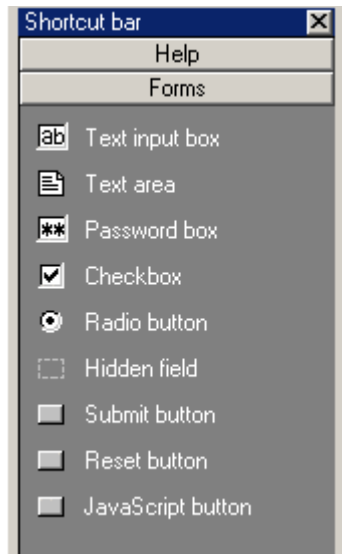 Shortcut bar
Help
Forms
ab Text input box
Text area
** Password box
Checkbox
Radio button
Hidden field
Submit button
Reset button
JavaScript button